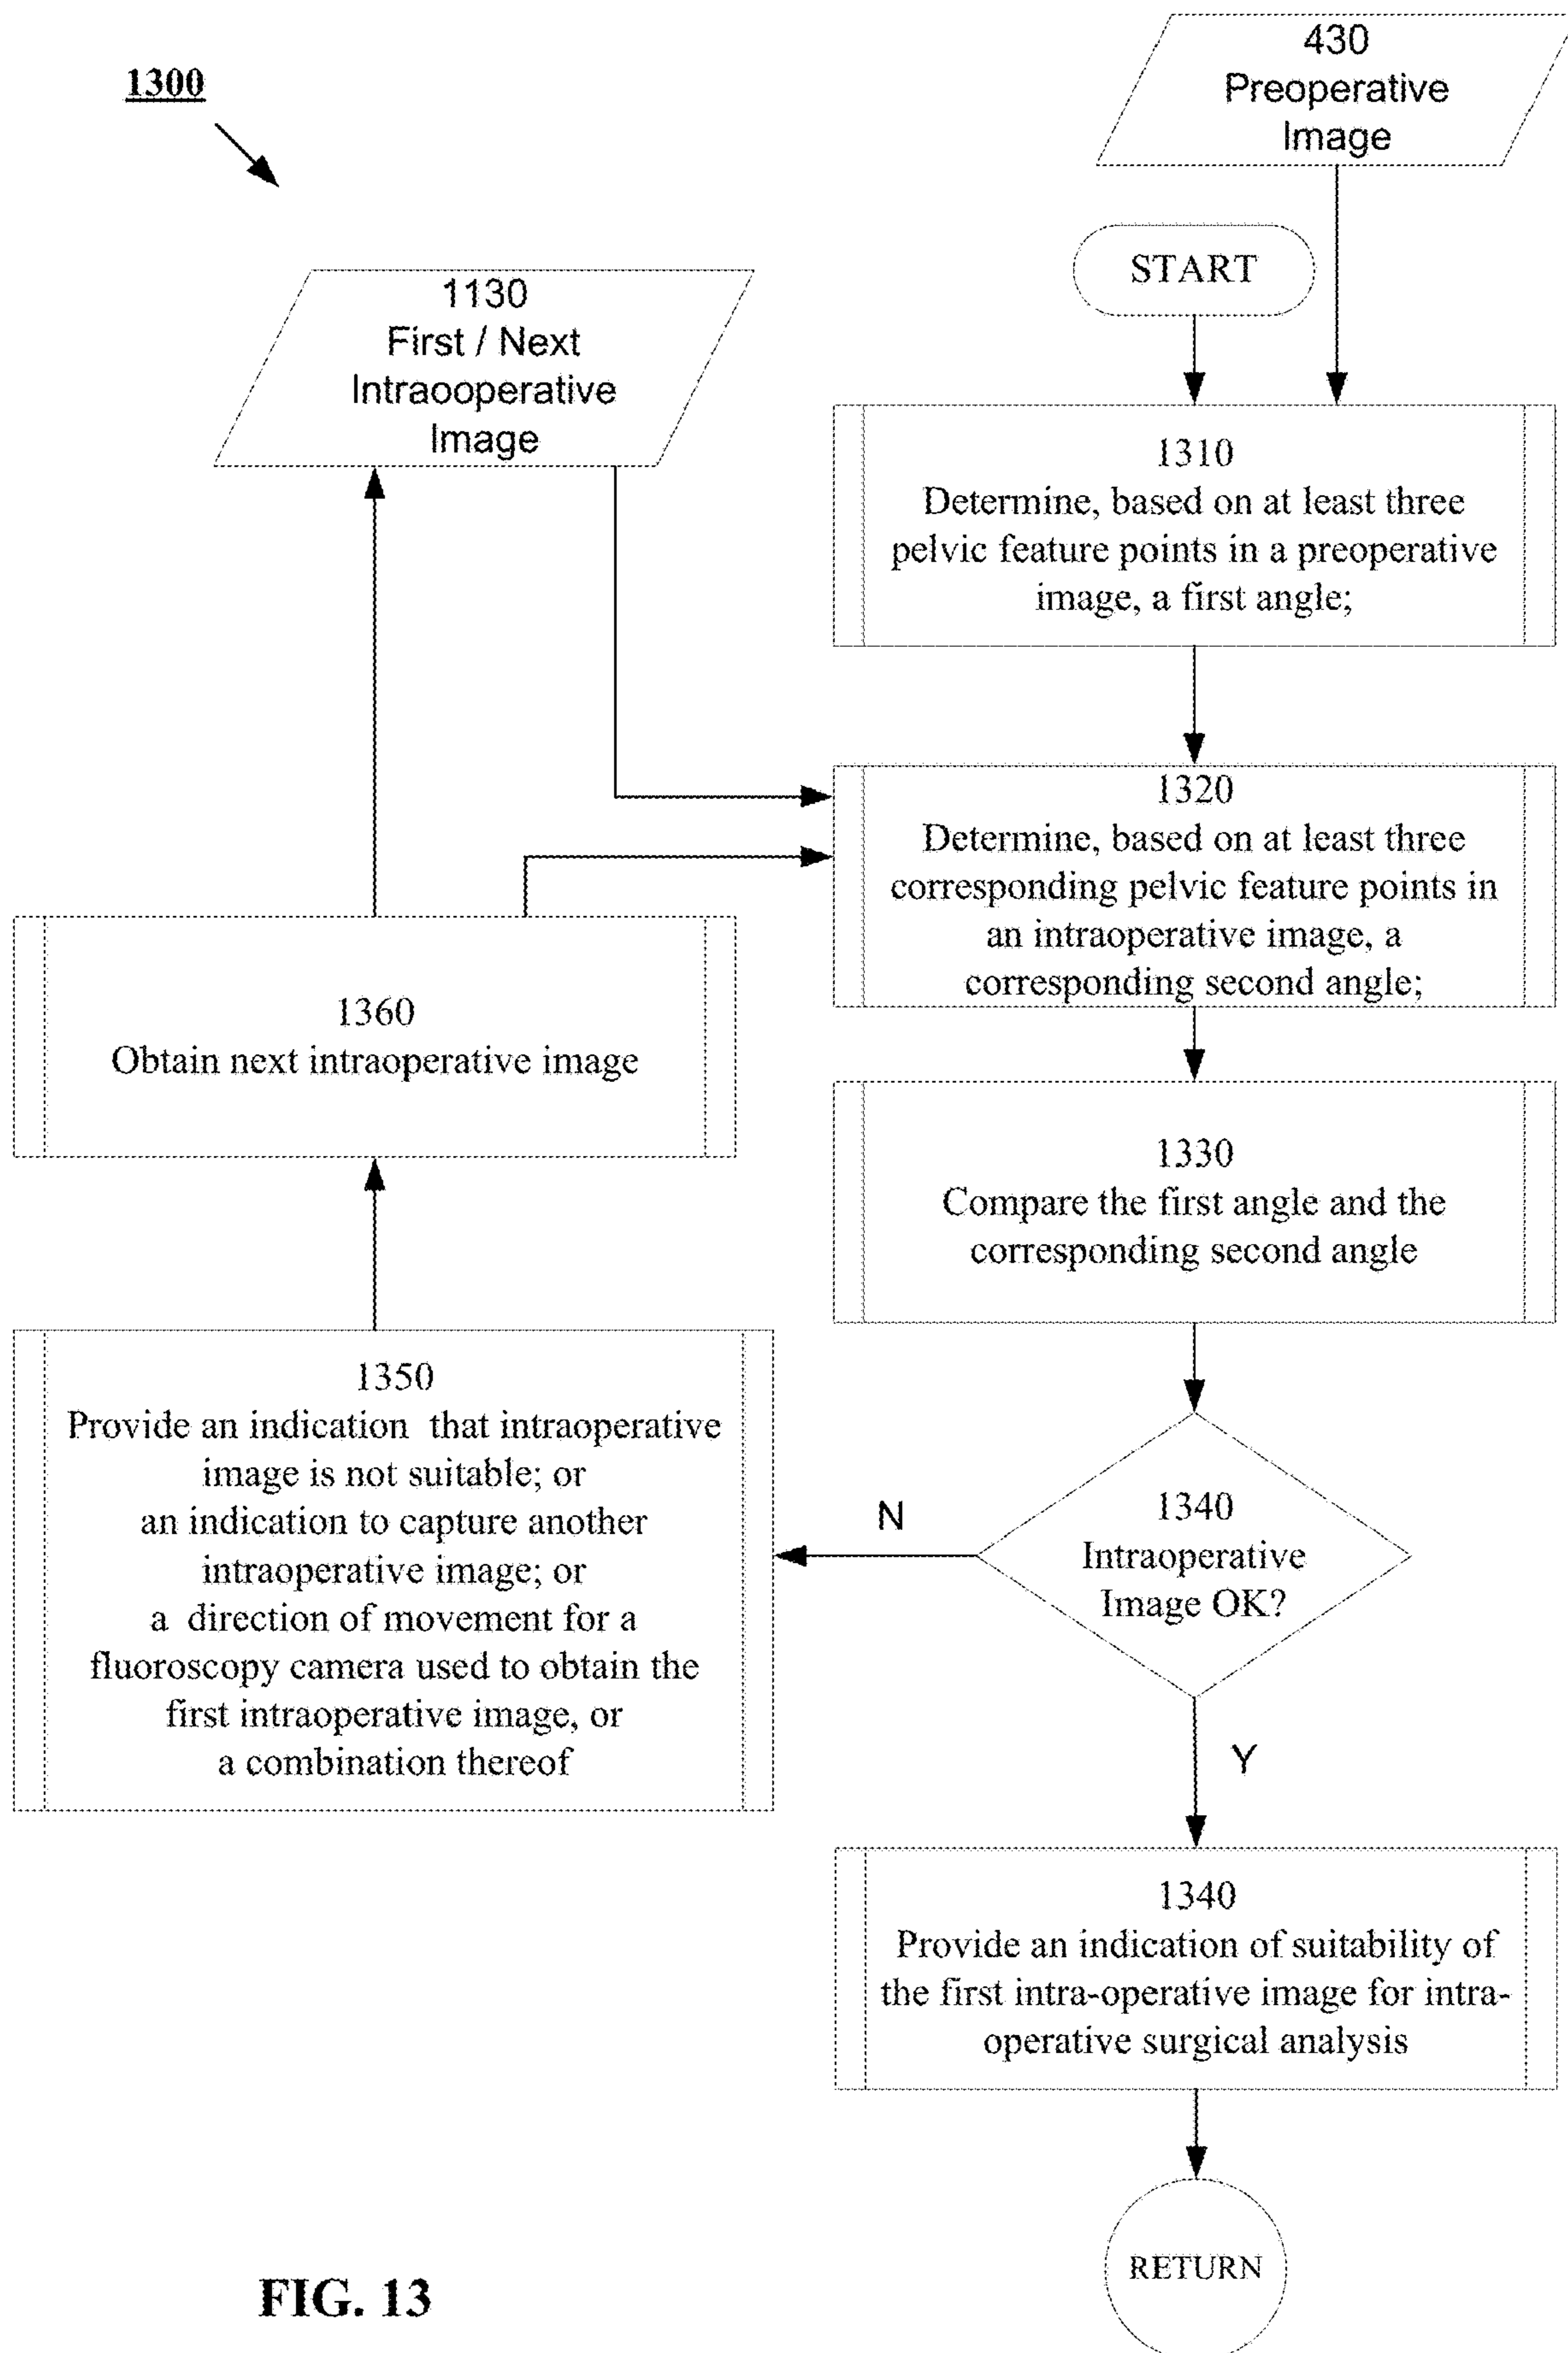 1300
430
Preoperative
Image
START
1130
First / Next
Intraooperative
Image
1310
Determine, based on at least three
pelvic feature points in a preoperative
image, a first angle;
1320
Determine, based on at least three
corresponding pelvic feature points in
an intraoperative image, a
corresponding second angle;
1360
Obtain next intraoperative image
1330
Compare the first angle and the
corresponding second angle
1350
Provide an indication that intraoperative
image is not suitable; or
an indication to capture another
intraoperative image; or
a direction of movement for a
fluoroscopy camera used to obtain the
first intraoperative image, or
a combination thereof
N
1340
Intraoperative
Image OK?
Y
1340
Provide an indication of suitability of
the first intra-operative image for intra-
operative surgical analysis
RETURN
FIG. 13